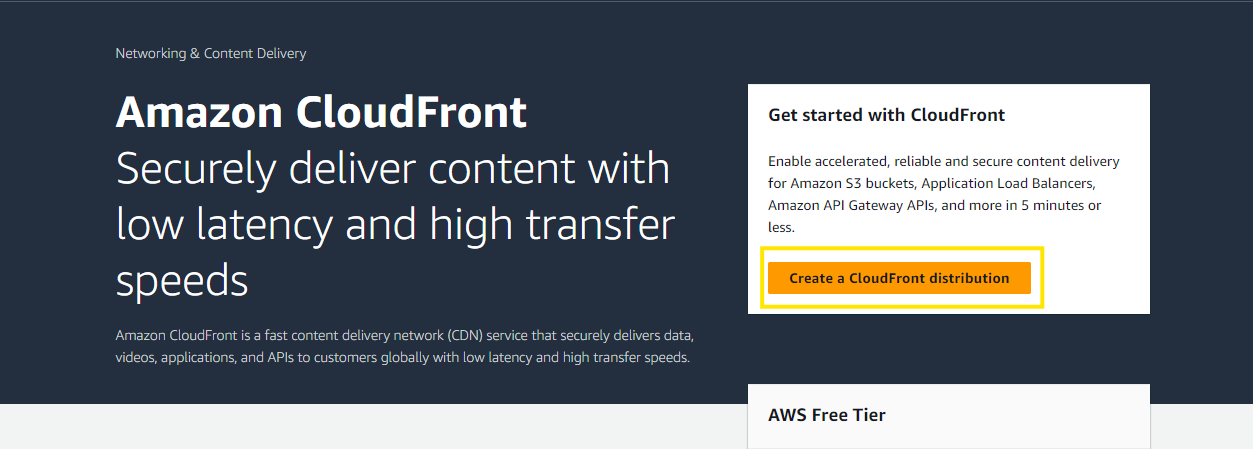 Networking & Content Delivery
Amazon CloudFront
Securely deliver content with
low latency and high transfer
speeds
Amazon CloudFront is a fast content delivery network (CDN) service that securely delivers data,
videos, applications, and APIs to customers globally with low latency and high transfer speeds.
Get started with CloudFront
Enable accelerated, reliable and secure content delivery
for Amazon S3 buckets, Application Load Balancers,
Amazon API Gateway APIs, and more in 5 minutes or
less.
Create a CloudFront distribution
AWS Free Tier